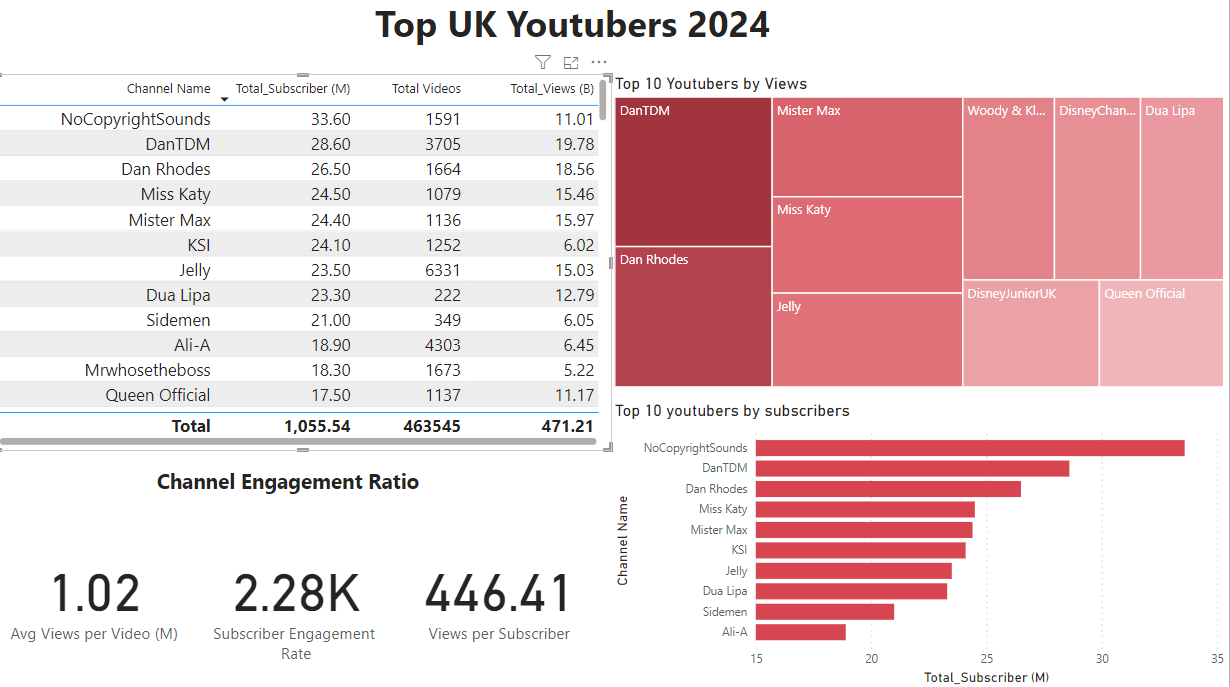 Top UK Youtubers 2024
Channel Name Total_Subscriber (M) Total Videos Total_Views (B)
NoCopyrightSounds 33.60 1591 11.01
DanTDM 28.60 3705 19.78
Dan Rhodes 26.50 1664 18.56
Miss Katy 24.50 1079 15.46
Mister Max 24.40 1136 15.97
KSI 24.10 1252 6.02
Jelly 23.50 6331 15.03
Dua Lipa 23.30 222 12.79
Sidemen 21.00 349 6.05
Ali-A 18.90 4303 6.45
Mrwhosetheboss 18.30 1673 5.22
Queen Official 17.50 1137 11.17
Total 1,055.54 463545 471.21
Top 10 Youtubers by Views
DanTDM
Mister Max
Woody & Kl...
DisneyChan...
Dua Lipa
Miss Katy
Dan Rhodes
Jelly
DisneyJuniorUK
Queen Official
Channel Engagement Ratio
1.02
Avg Views per Video (M)
2.28K
Subscriber Engagement
Rate
446.41
Views per Subscriber
Top 10 youtubers by subscribers
Channel Name
NoCopyrightSounds
DanTDM
Dan Rhodes
Miss Katy
Mister Max
KSI
Jelly
Dua Lipa
Sidemen
Ali-A
15 20 25 30 35
Total_Subscriber (M)